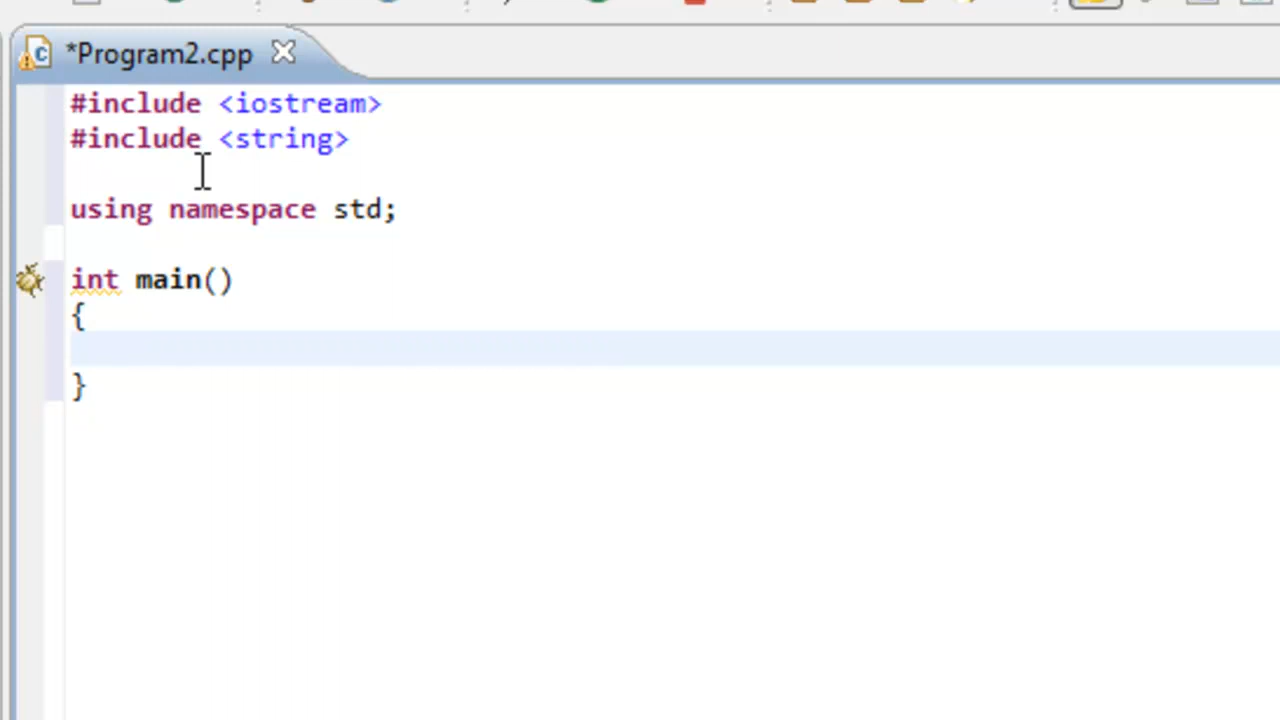 *Program2.cpp
#include <iostream>
#include <string>
using namespace std;
int main()
{
}